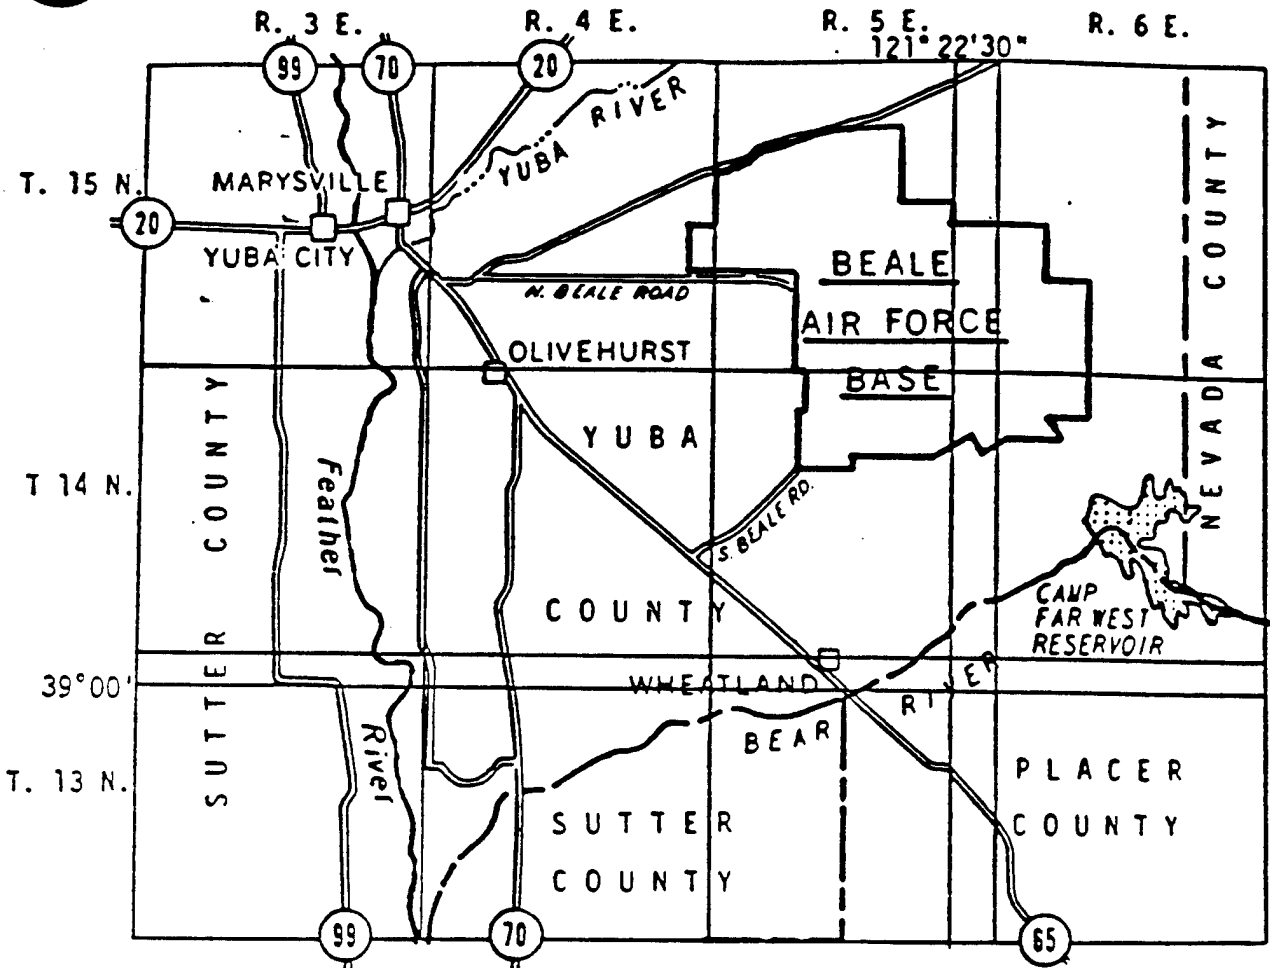 R. 3 E.
R. 4 E.
R. 5 E.
R. 6 E.
121° 22'30"
99
70
20
YUBA RIVER
T. 15 N.
MARYSVILLE
20
YUBA CITY
N. BEALE ROAD
BEALE
AIR FORCE
BASE
NEVADA COUNTY
OLIVEHURST
YUBA
COUNTY
T 14 N.
SUTTER COUNTY
Feather
River
S. BEALE RD.
CAMP
FAR WEST
RESERVOIR
39°00'
WHEATLAND
BEAR RIVER
T. 13 N.
SUTTER
COUNTY
PLACER
COUNTY
99
70
65